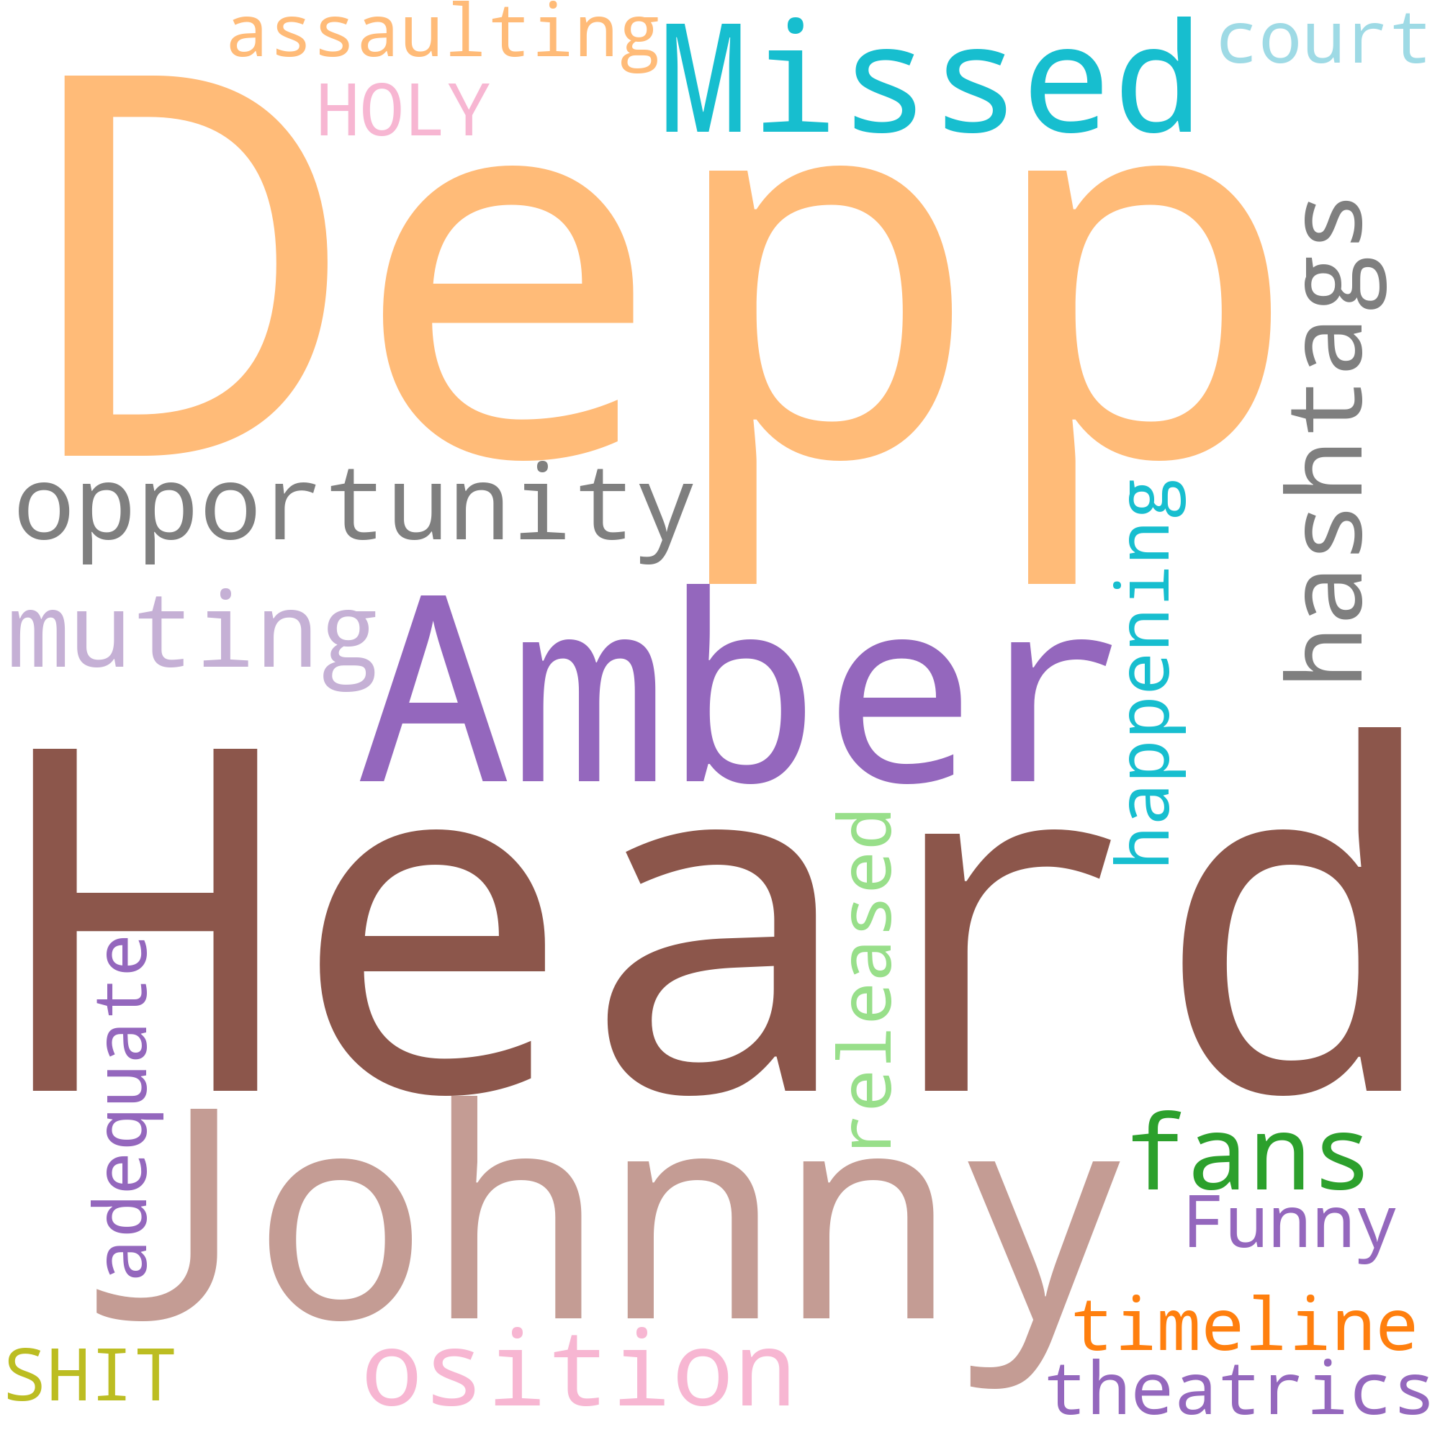 assaulting
Missed
court
HOLY
Depp
hashtags
opportunity
happening
muting
Amber
Heard
released
adequate
Johnny
fans
Funny
timeline
SHIT
osition
theatrics